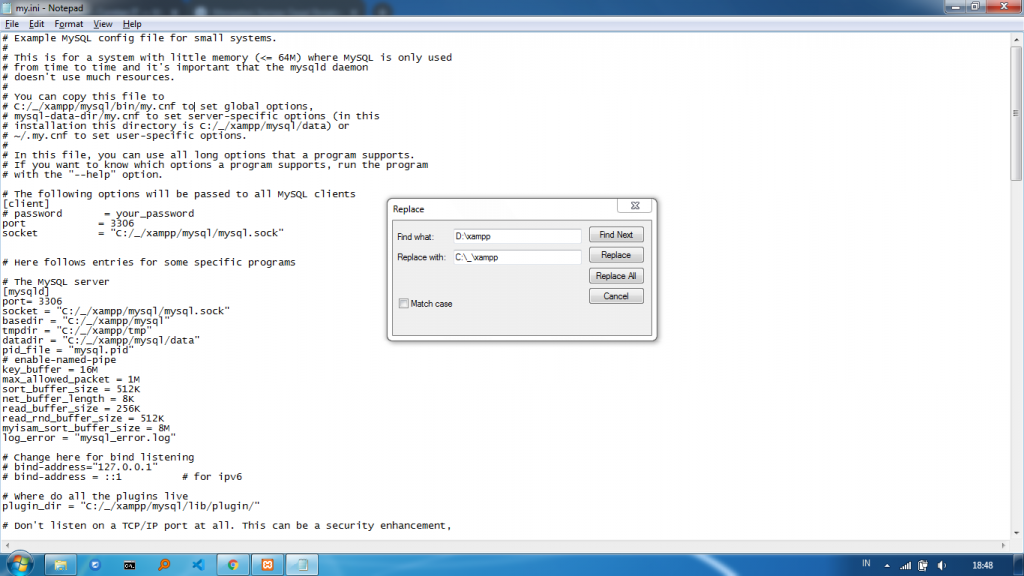 my.ini - Notepad
File Edit Format View Help
# Example MySQL config file for small systems.
#
# This is for a system with little memory (<= 64M) where MySQL is only used
# from time to time and it's important that the mysqld daemon
# doesn't use much resources.
#
# You can copy this file to
# C:/_/xampp/mysql/bin/my.cnf to set global options,
# mysql-data-dir/my.cnf to set server-specific options (in this
# installation this directory is C:/_/xampp/mysql/data) or
# ~/.my.cnf to set user-specific options.
#
# In this file, you can use all long options that a program supports.
# If you want to know which options a program supports, run the program
# with the "--help" option.
# The following options will be passed to all MySQL clients
[client]
# password = your_password
port = 3306
socket = "C:/_/xampp/mysql/mysql.sock"
# Here follows entries for some specific programs
# The MySQL server
[mysqld]
port= 3306
socket = "C:/_/xampp/mysql/mysql.sock"
basedir = "C:/_/xampp/mysql"
tmpdir = "C:/_/xampp/tmp"
datadir = "C:/_/xampp/mysql/data"
pid_file = "mysql.pid"
# enable-named-pipe
key_buffer = 16M
max_allowed_packet = 1M
sort_buffer_size = 512K
net_buffer_length = 8K
read_buffer_size = 256K
read_rnd_buffer_size = 512K
myisam_sort_buffer_size = 8M
log_error = "mysql_error.log"
# Change here for bind listening
# bind-address="127.0.0.1"
# bind-address = ::1 # for ipv6
# Where do all the plugins live
plugin_dir = "C:/_/xampp/mysql/lib/plugin/"
# Don't listen on a TCP/IP port at all. This can be a security enhancement,
Replace
Find what: D:\xampp Find Next
Replace with: C:\_\xampp Replace
Replace All
Cancel
Match case
IN 18:48